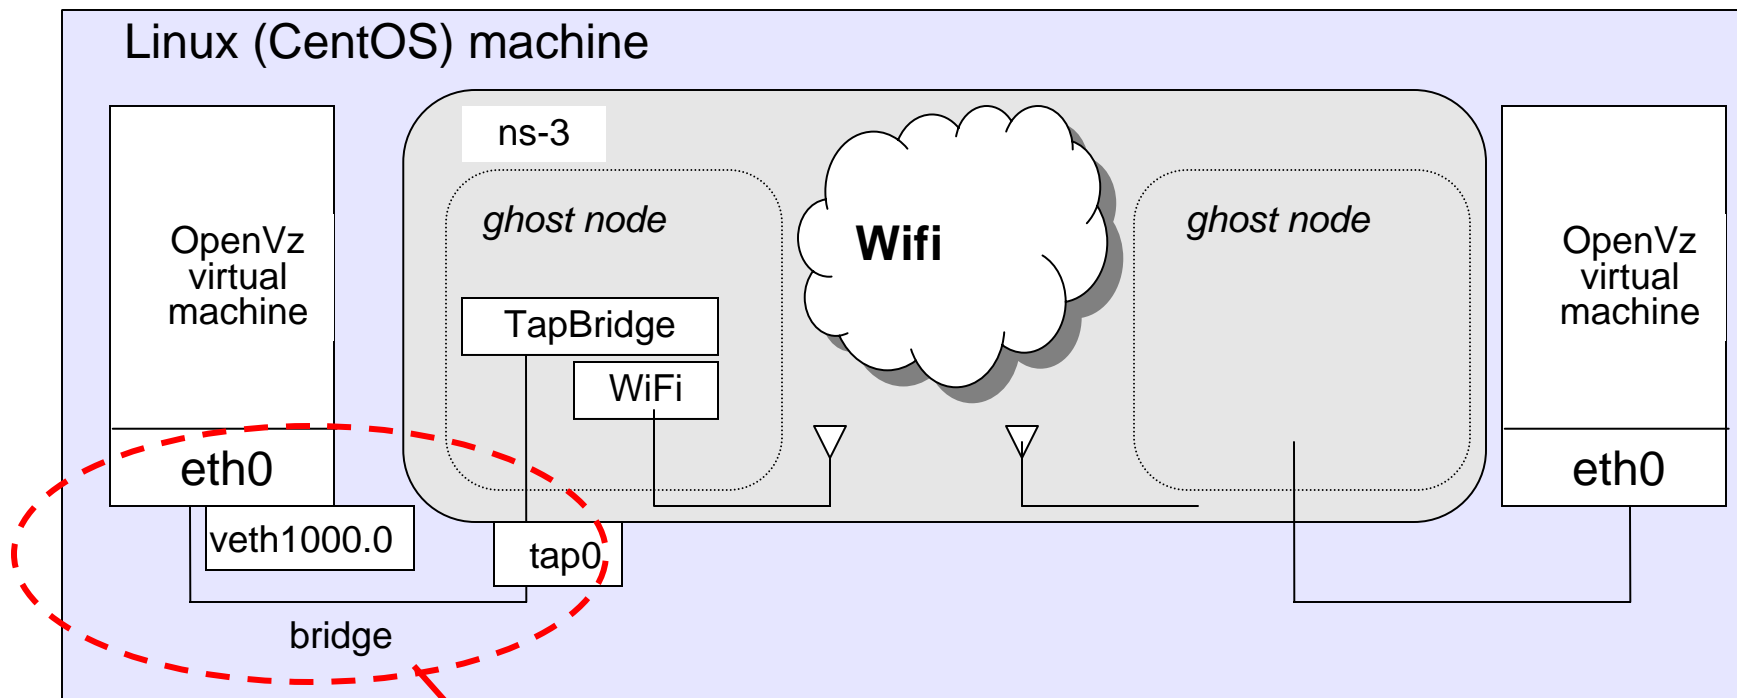 Linux (CentOS) machine
OpenVz
virtual
machine
eth0
veth1000.0
bridge
tap0
ns-3
ghost node
TapBridge
WiFi
Wifi
ghost node
OpenVz
virtual
machine
eth0